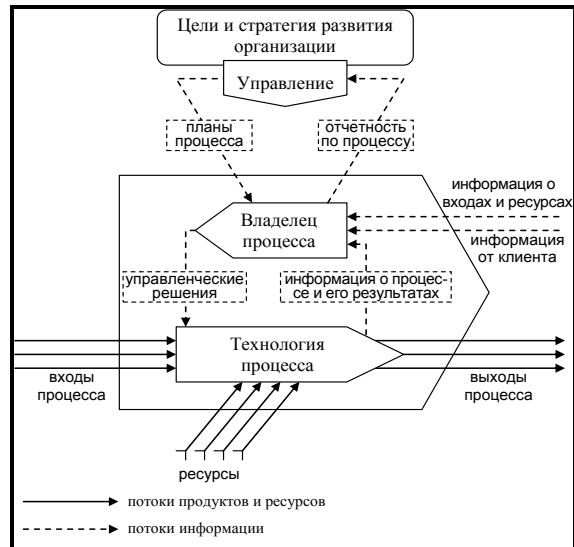 Цели и стратегия развития
организации
Управление
планы
процесса
отчетность
по процессу
информация о
входах и ресурсах
Владелец
процесса
информация
от клиента
управленческие
решения
информация о процес-
се и его результатах
Технология
процесса
входы
процесса
выходы
процесса
ресурсы
потоки продуктов и ресурсов
потоки информации